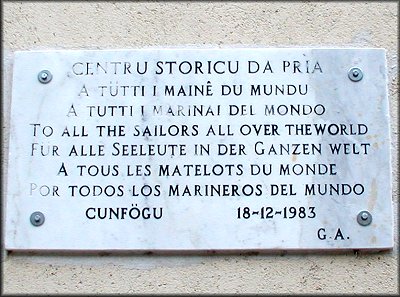 CENTRU STORICU DA PRIA
A TÜTTI I MAINÊ DU MUNDU
A TUTTI I MARINAI DEL MONDO
TO ALL THE SAILORS ALL OVER THEWORLD
FUR ALLE SEELEUTE IN DER GANZEN WELT
A TOUS LES MATELOTS DU MONDE
POR TODOS LOS MARINEROS DEL MUNDO
CUNFÖGU 18-12-1983
G.A.